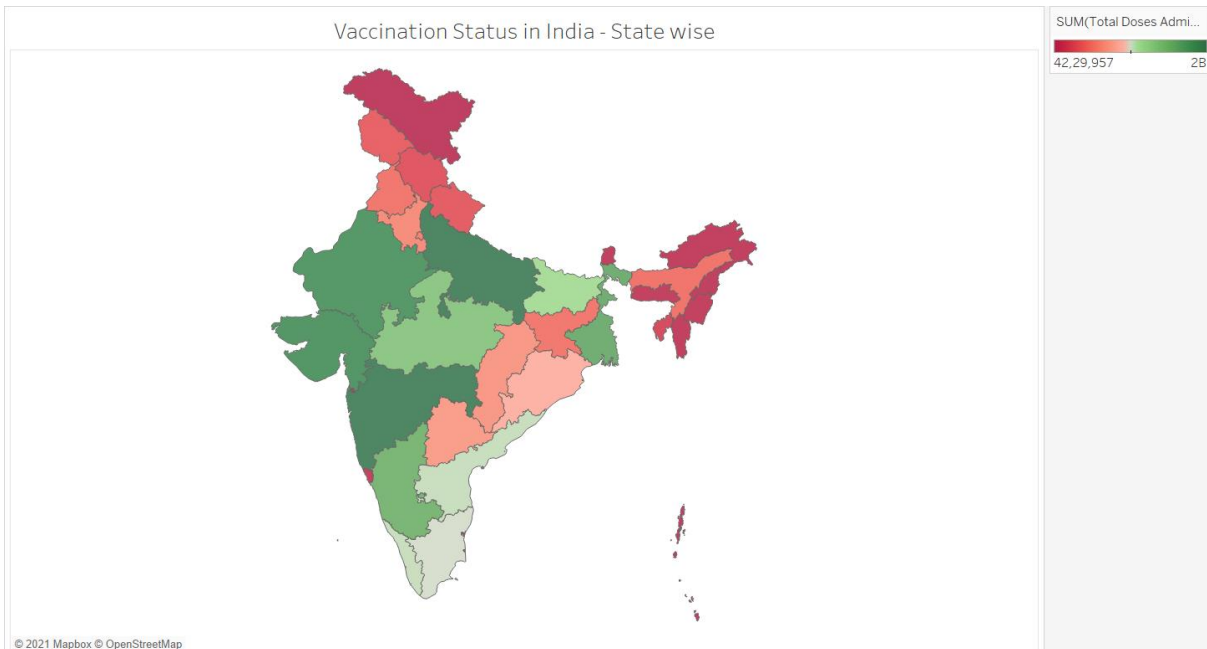 Vaccination Status in India - State wise
SUM(Total Doses Admi...
42,29,957 2B
© 2021 Mapbox © OpenStreetMap